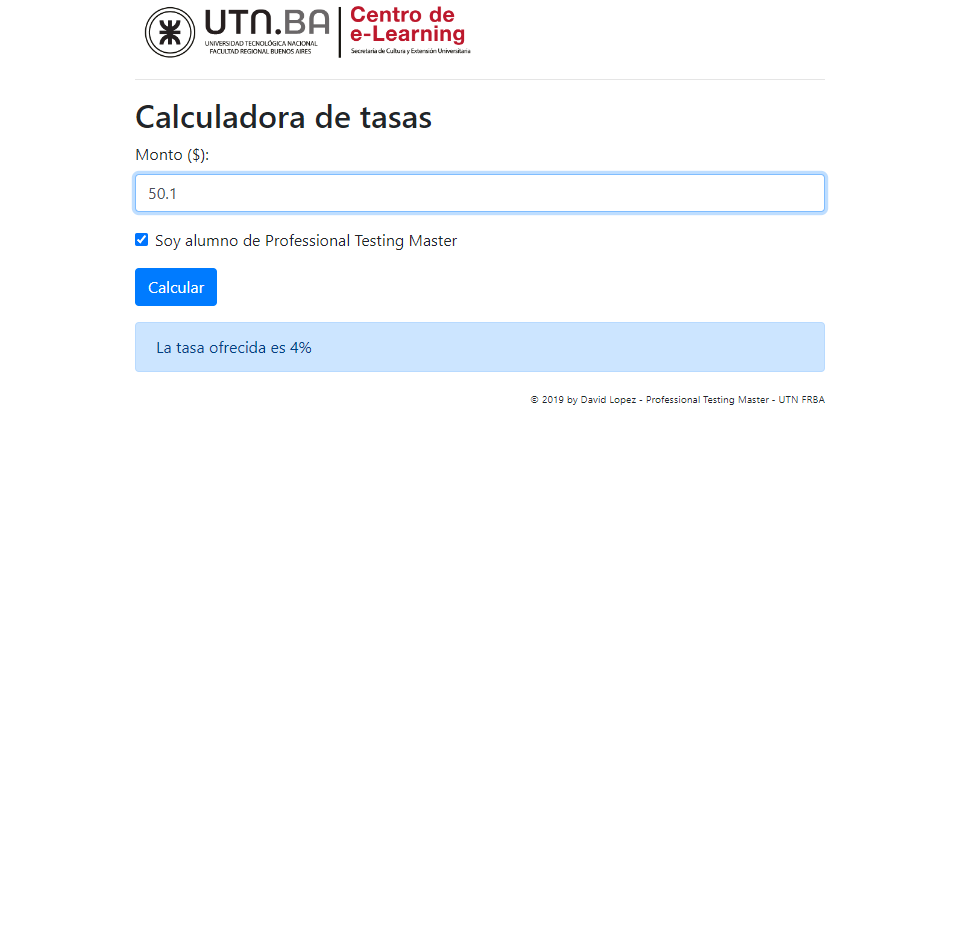 UTN.BA
UNIVERSIDAD TECNOLÓGICA NACIONAL
FACULTAD REGIONAL BUENOS AIRES
Centro de
e-Learning
Secretaría de Cultura y Extensión Universitaria
Calculadora de tasas
Monto ($):
50.1
Soy alumno de Professional Testing Master
Calcular
La tasa ofrecida es 4%
© 2019 by David Lopez - Professional Testing Master - UTN FRBA